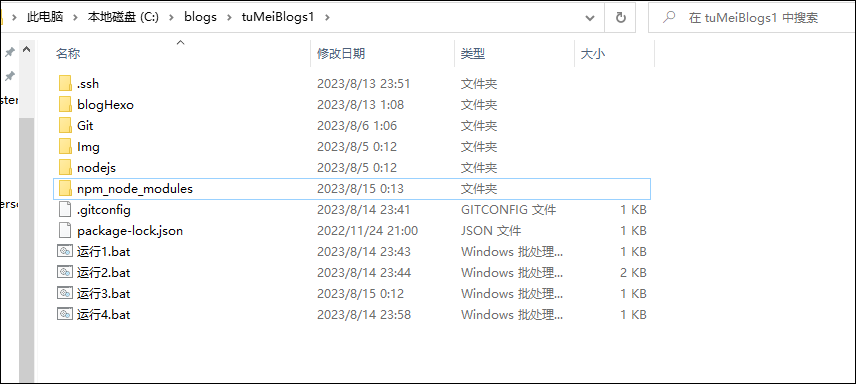 此电脑 › 本地磁盘 (C:) › blogs › tuMeiBlogs1 › 在 tuMeiBlogs1 中搜索
名称 修改日期 类型 大小
.ssh 2023/8/13 23:51 文件夹
blogHexo 2023/8/13 1:08 文件夹
Git 2023/8/6 1:06 文件夹
Img 2023/8/5 0:12 文件夹
nodejs 2023/8/5 0:12 文件夹
npm_node_modules 2023/8/15 0:13 文件夹
.gitconfig 2023/8/14 23:41 GITCONFIG 文件 1 KB
package-lock.json 2022/11/24 21:00 JSON 文件 1 KB
运行1.bat 2023/8/14 23:43 Windows 批处理... 1 KB
运行2.bat 2023/8/14 23:44 Windows 批处理... 2 KB
运行3.bat 2023/8/15 0:12 Windows 批处理... 1 KB
运行4.bat 2023/8/14 23:58 Windows 批处理... 1 KB